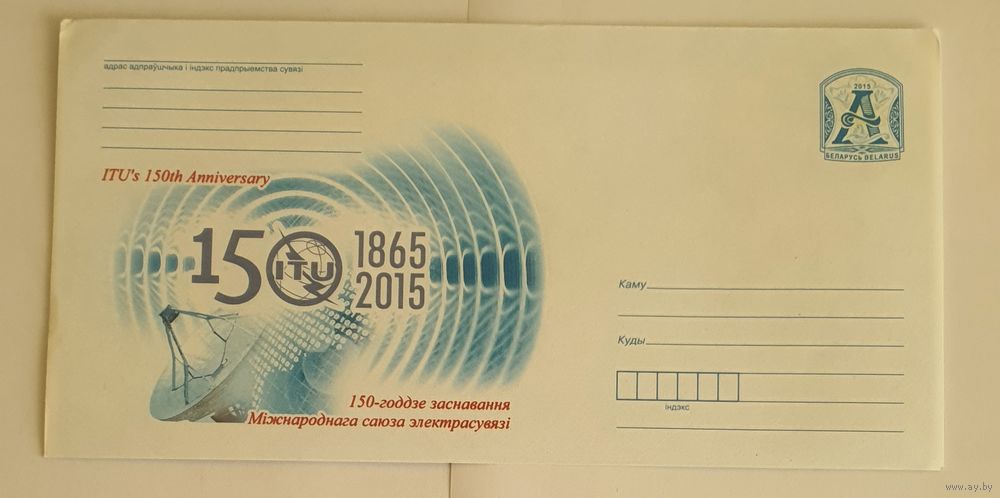 адрас адпраўшчыка і індэкс прадпрыемства сувязі
2015
А
БЕЛАРУСЬ BELARUS
ITU's 150th Anniversary
150
ITU
1865
2015
Каму
Куды
індэкс
150-годдзе заснавання
Міжнароднага саюза электрасувязі
www.ay.by